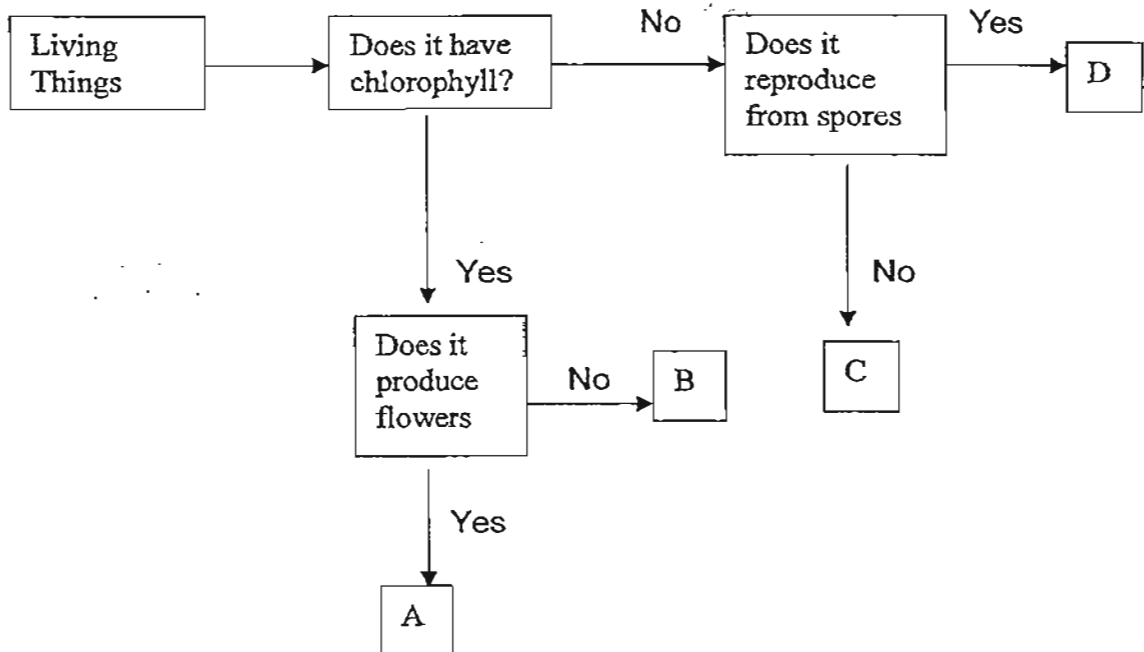 Living
Things
Does it have
chlorophyll?
No
Does it
reproduce
from spores
Yes
D
Yes
No
C
Does it
produce
flowers
No
B
Yes
A